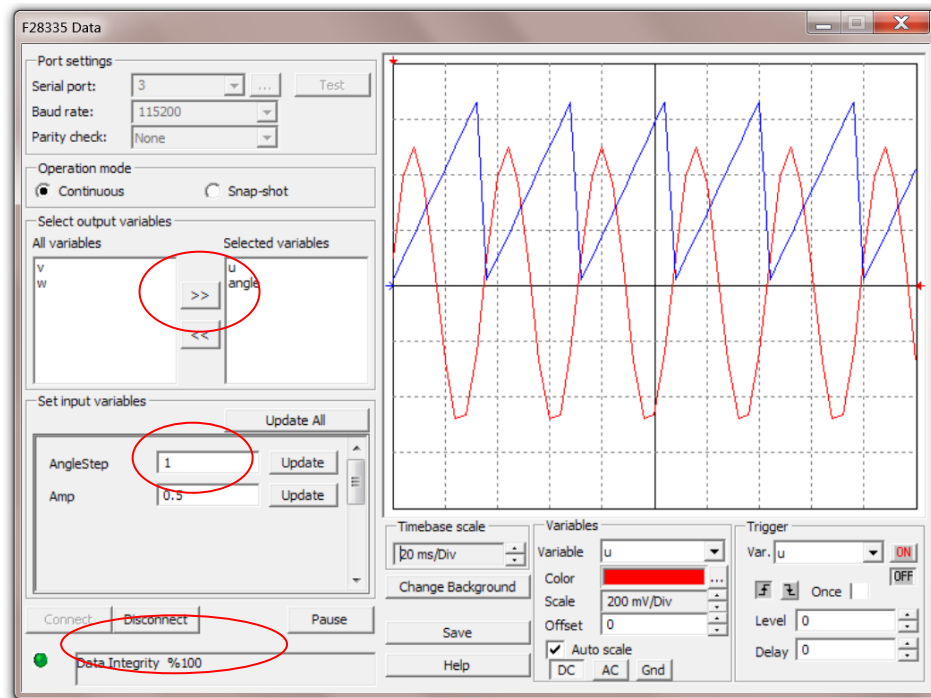 F28335 Data
Port settings
Serial port: 3 ... Test
Baud rate: 115200
Parity check: None
Operation mode
Continuous Snap-shot
Select output variables
All variables Selected variables
v u
w angle
>>
<<
Set input variables
Update All
AngleStep 1 Update
Amp 0.5 Update
Connect Disconnect Pause
Data Integrity %100
Timebase scale
20 ms/Div
Change Background
Save
Help
Variables
Variable u
Color ...
Scale 200 mV/Div
Offset 0
Auto scale
DC AC Gnd
Trigger
Var. u ON
OFF
Once
Level 0
Delay 0